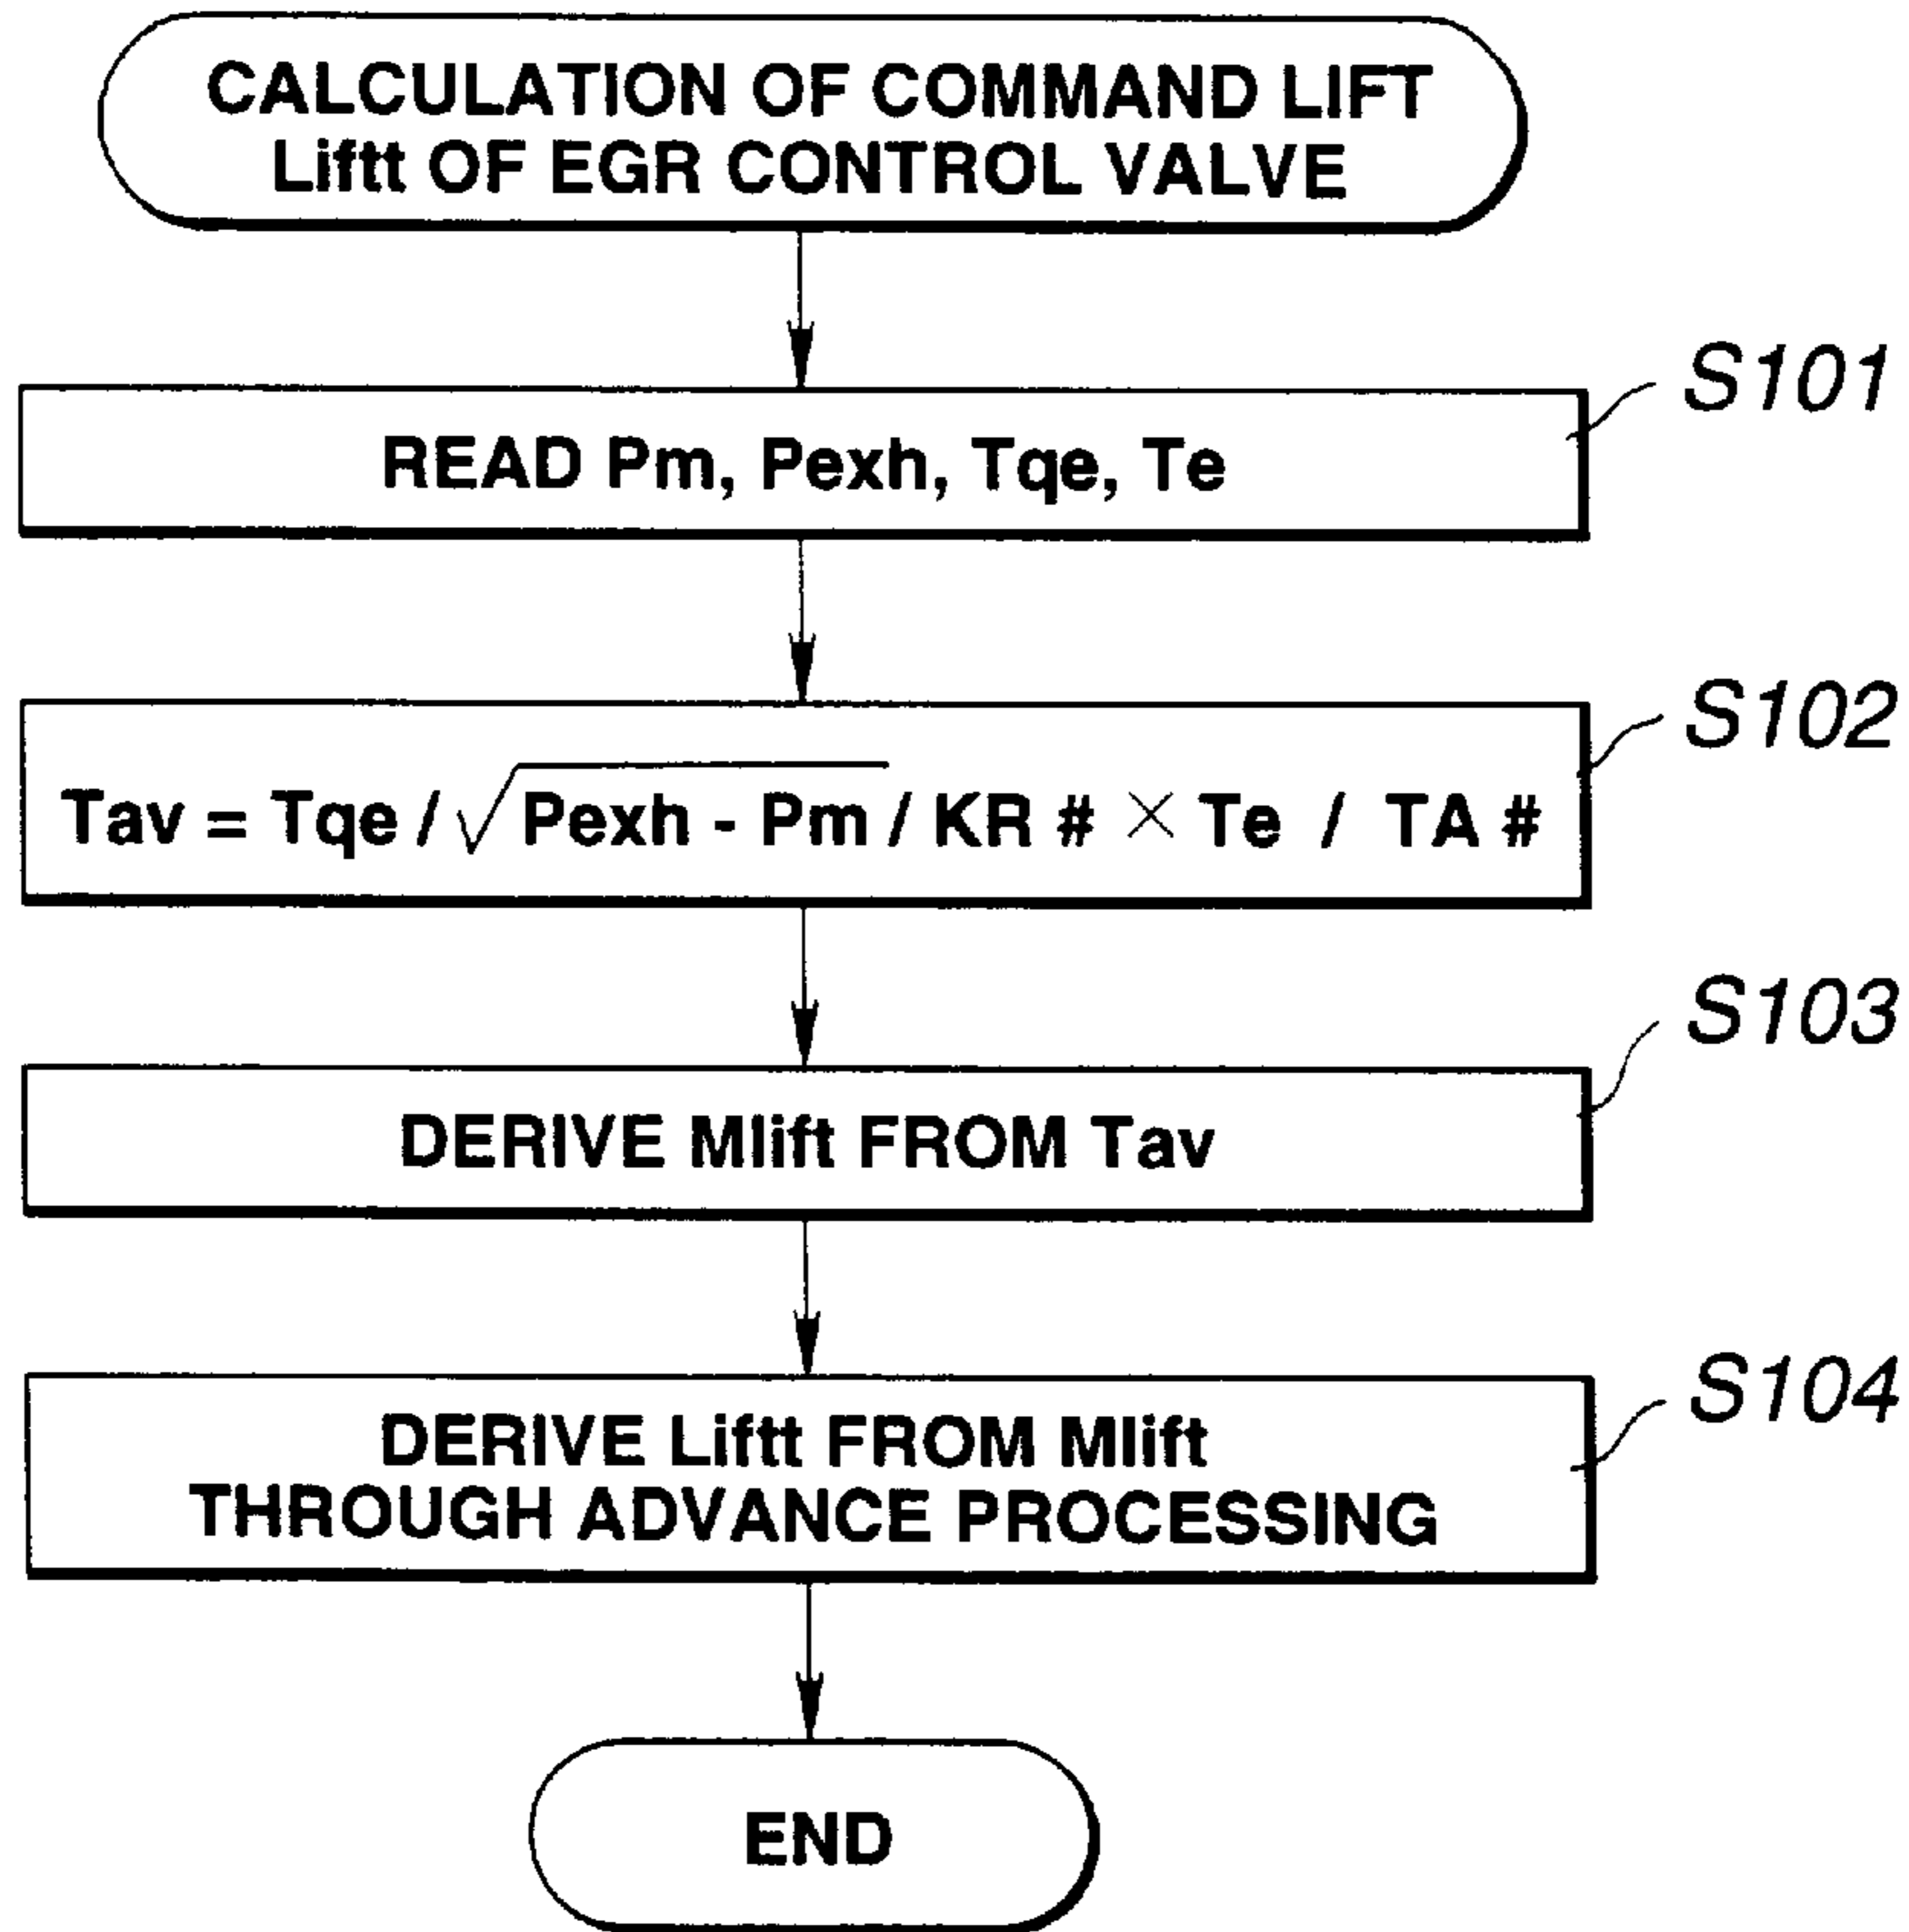 CALCULATION OF COMMAND LIFT
Liftt OF EGR CONTROL VALVE
S101
READ Pm, Pexh, Tqe, Te
S102
Tav = Tqe / √Pexh - Pm / KR # × Te / TA #
S103
DERIVE Mlift FROM Tav
S104
DERIVE Liftt FROM Mlift
THROUGH ADVANCE PROCESSING
END